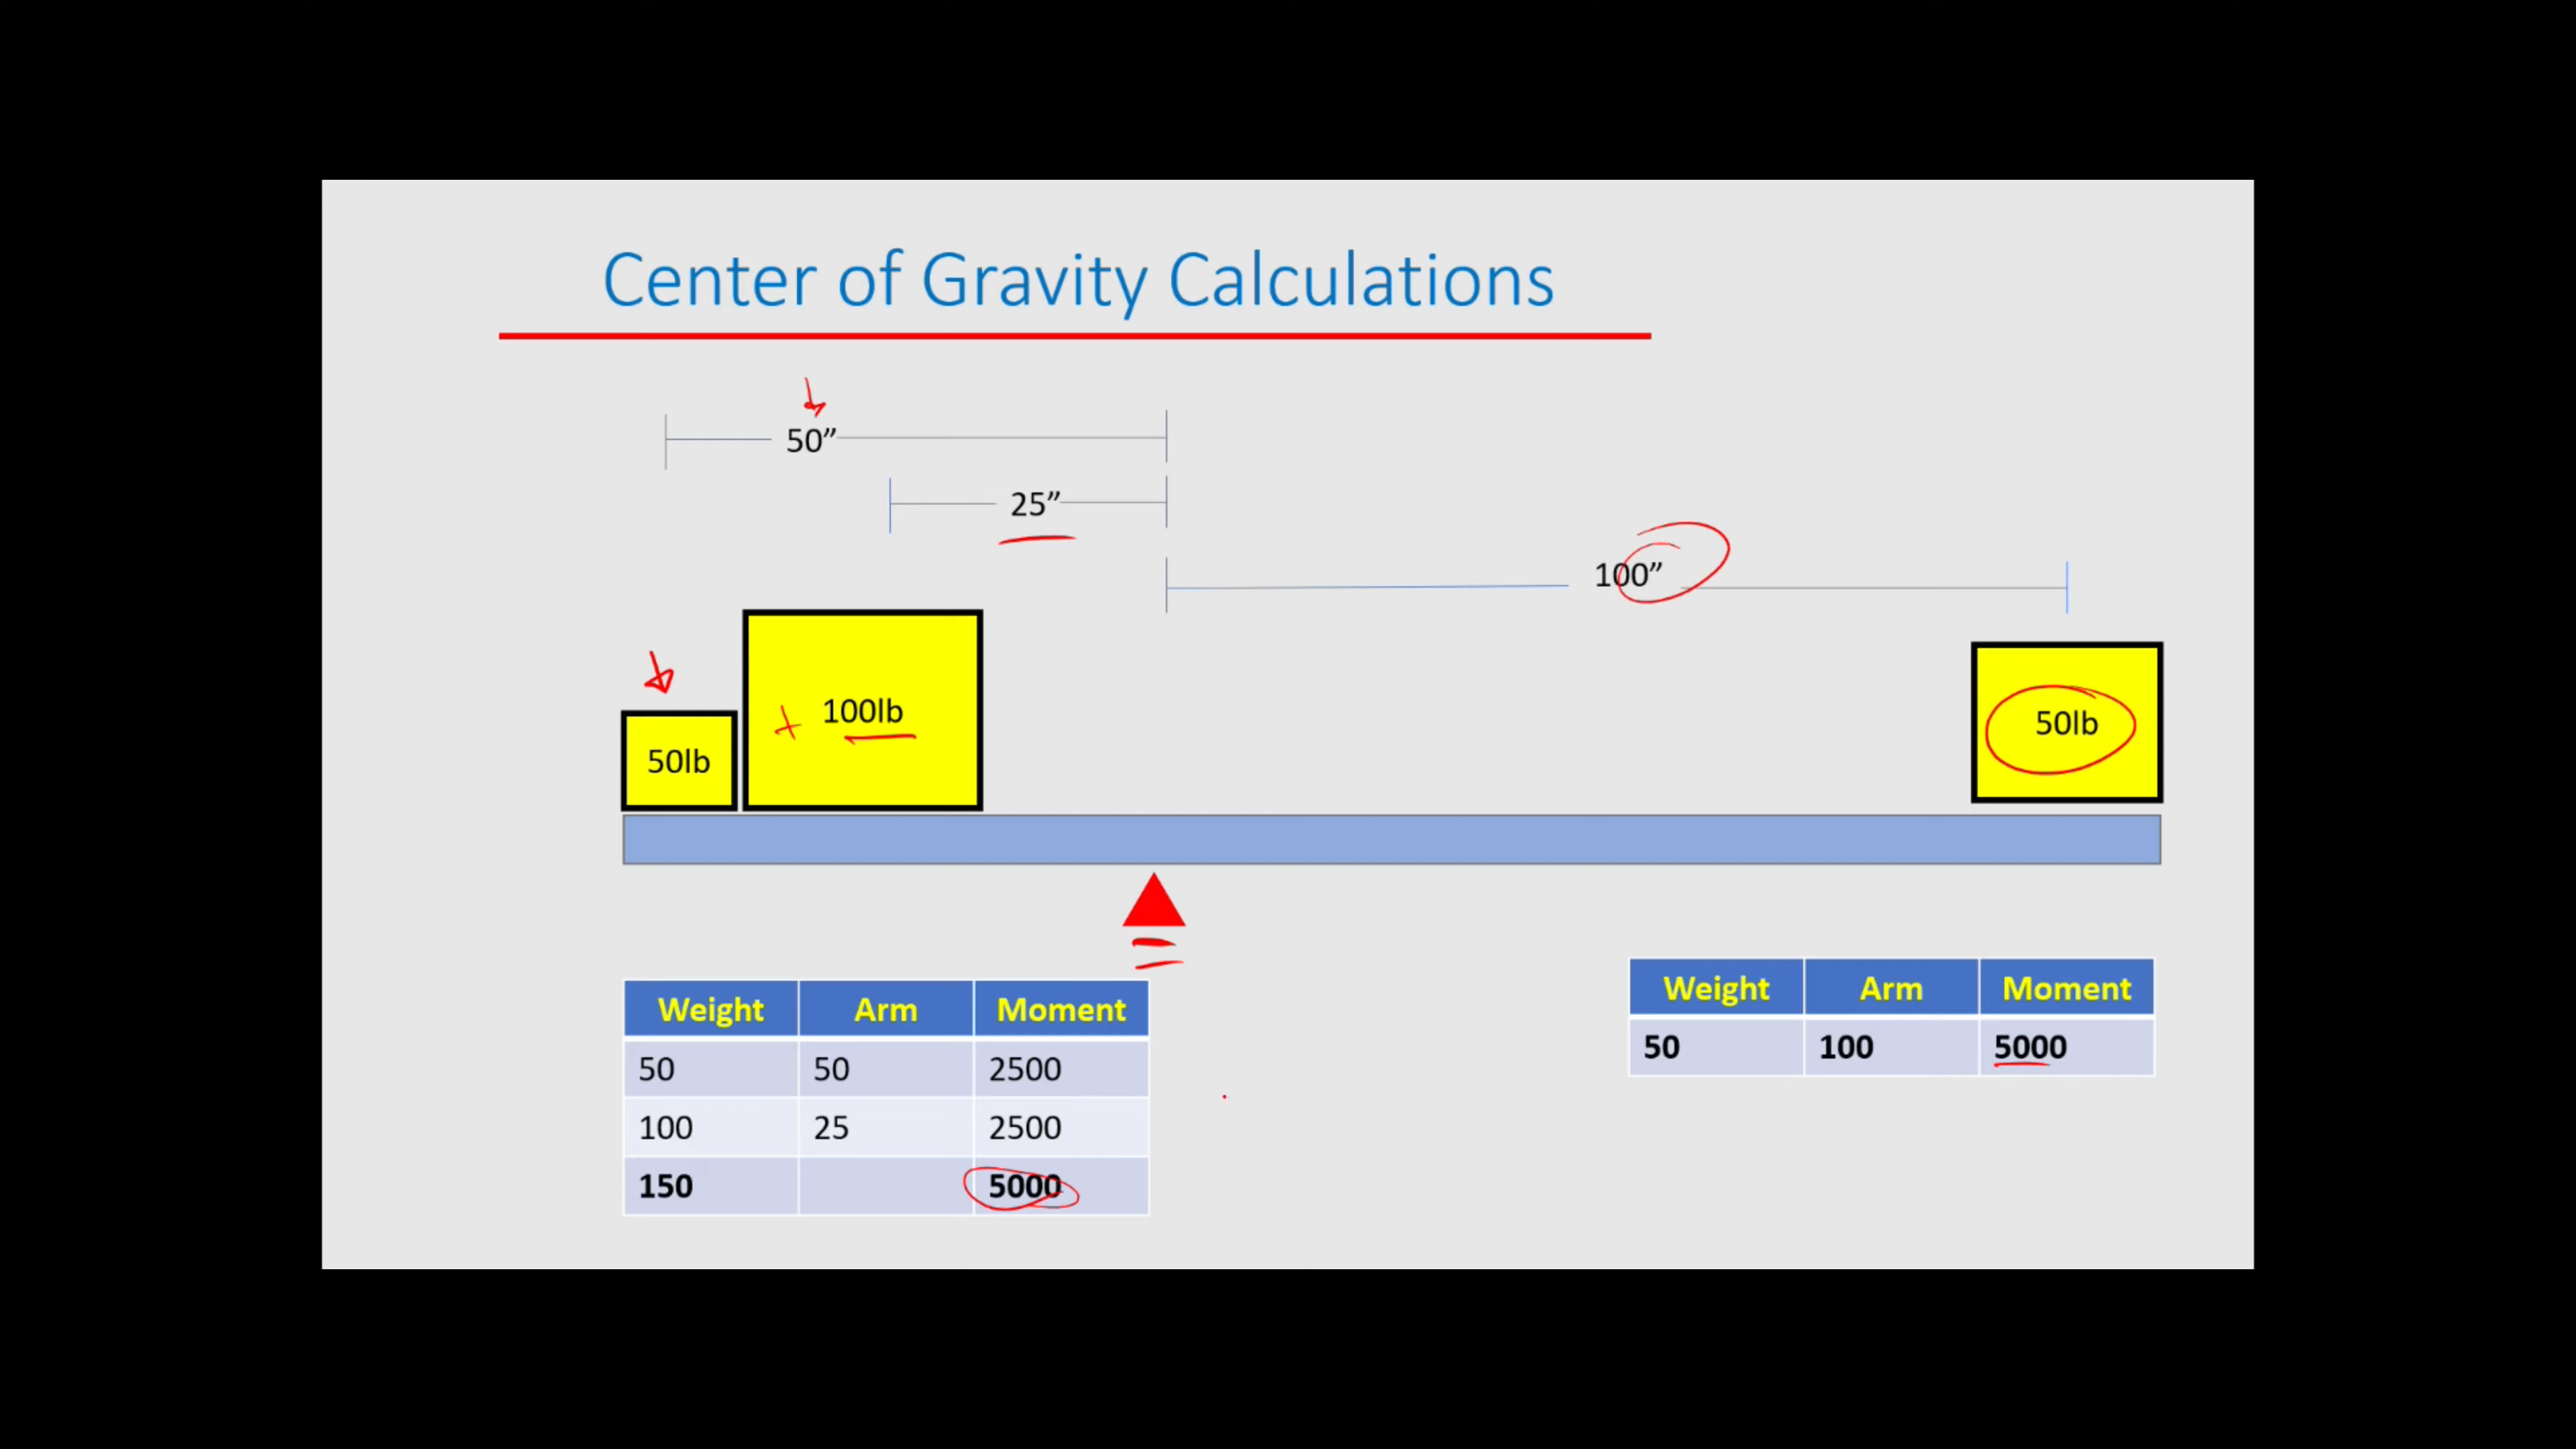 Center of Gravity Calculations
50”
25”
100”
100lb
50lb
50lb
Weight Arm Moment
50 50 2500
100 25 2500
150 5000
Weight Arm Moment
50 100 5000